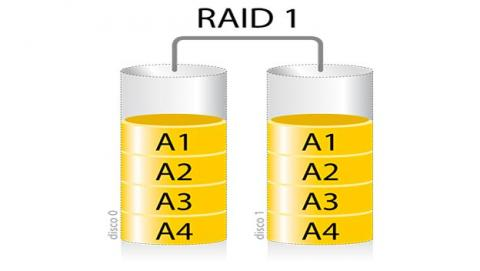 RAID 1
A1
A2
A3
A4
disco 0
A1
A2
A3
A4
disco 1